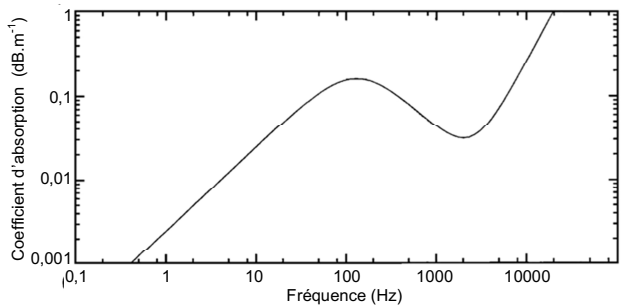 Coefficient d'absorption (dB.m⁻¹)
1
0,1
0,01
0,001
0,1 1 10 100 1000 10000
Fréquence (Hz)